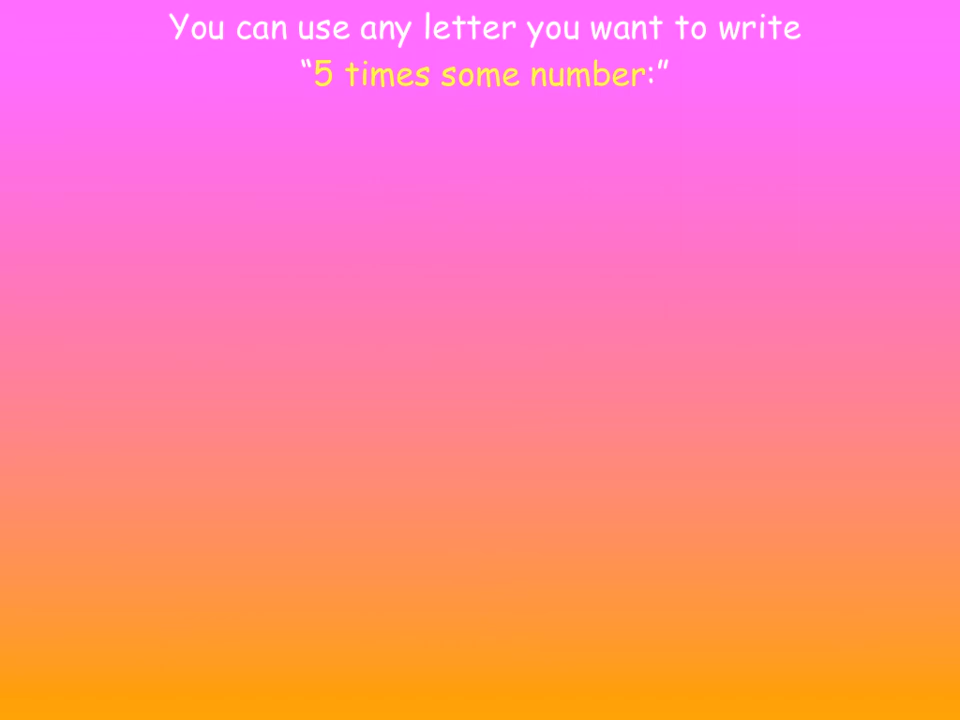 You can use any letter you want to write
“5 times some number:”